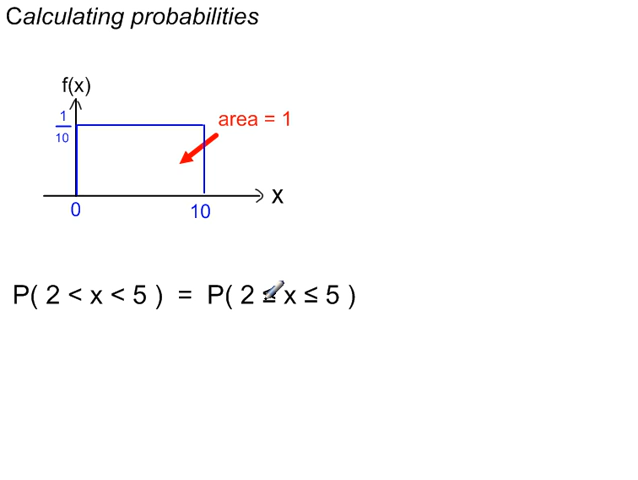 Calculating probabilities
f(x)
1
10
area = 1
x
0
10
P( 2 < x < 5 ) = P( 2 ≤ x ≤ 5 )